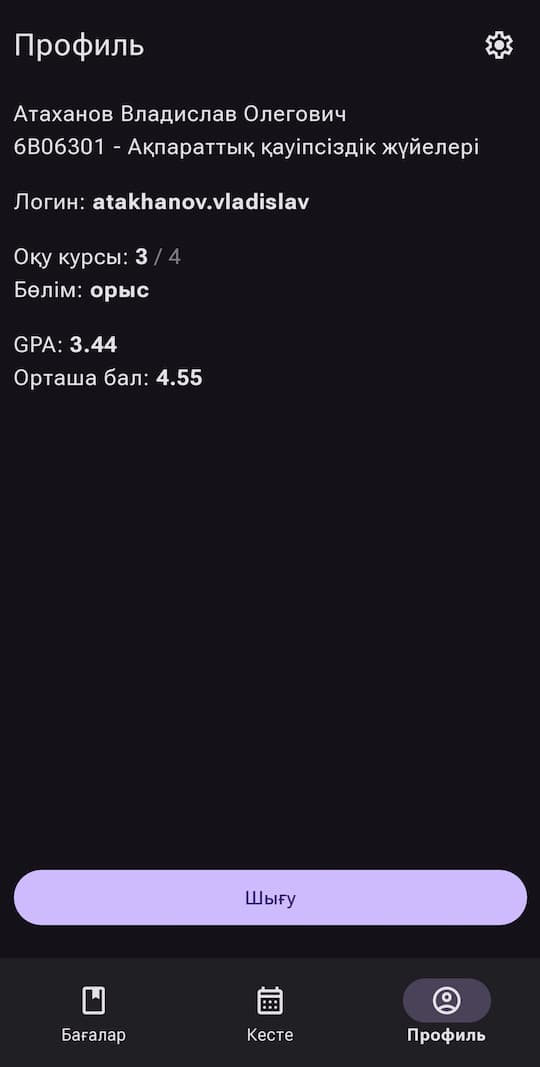 Профиль
Атаханов Владислав Олегович
6B06301 - Ақпараттық қауіпсіздік жүйелері
Логин: atakhanov.vladislav
Оқу курсы: 3 / 4
Бөлім: орыс
GPA: 3.44
Орташа бал: 4.55
Шығу
Бағалар
Кесте
Профиль